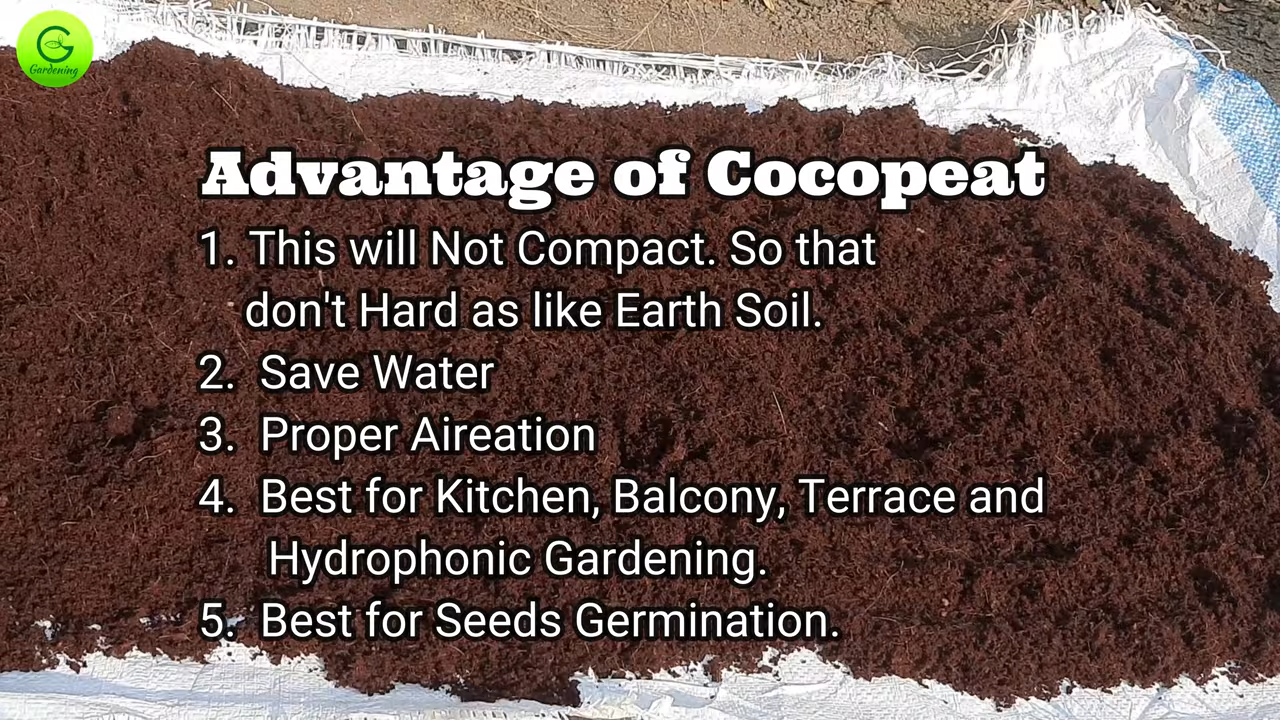 Gardening
Advantage of Cocopeat
1. This will Not Compact. So that
don't Hard as like Earth Soil.
2. Save Water
3. Proper Aireation
4. Best for Kitchen, Balcony, Terrace and
Hydrophonic Gardening.
5. Best for Seeds Germination.